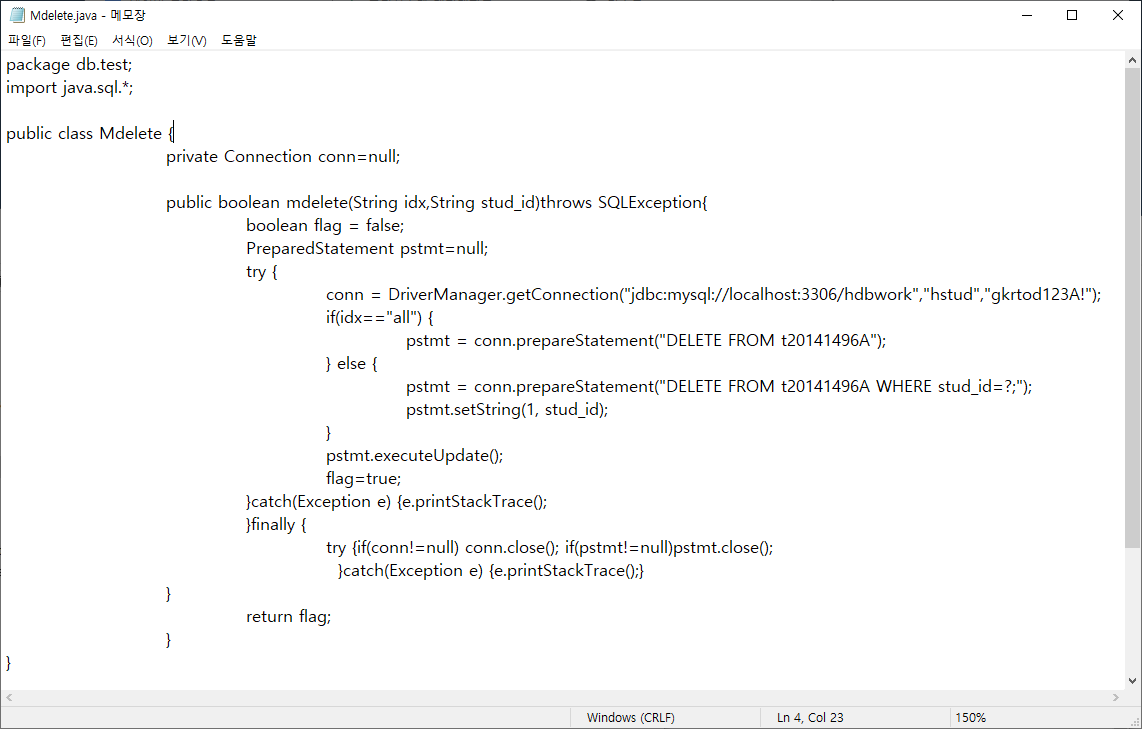 Mdelete.java - 메모장
파일(F) 편집(E) 서식(O) 보기(V) 도움말
package db.test;
import java.sql.*;
public class Mdelete {
private Connection conn=null;
public boolean mdelete(String idx,String stud_id)throws SQLException{
boolean flag = false;
PreparedStatement pstmt=null;
try {
conn = DriverManager.getConnection("jdbc:mysql://localhost:3306/hdbwork","hstud","gkrtod123A!");
if(idx=="all") {
pstmt = conn.prepareStatement("DELETE FROM t20141496A");
} else {
pstmt = conn.prepareStatement("DELETE FROM t20141496A WHERE stud_id=?;");
pstmt.setString(1, stud_id);
}
pstmt.executeUpdate();
flag=true;
}catch(Exception e) {e.printStackTrace();
}finally {
try {if(conn!=null) conn.close(); if(pstmt!=null)pstmt.close();
}catch(Exception e) {e.printStackTrace();}
}
return flag;
}
}
Windows (CRLF) Ln 4, Col 23 150%